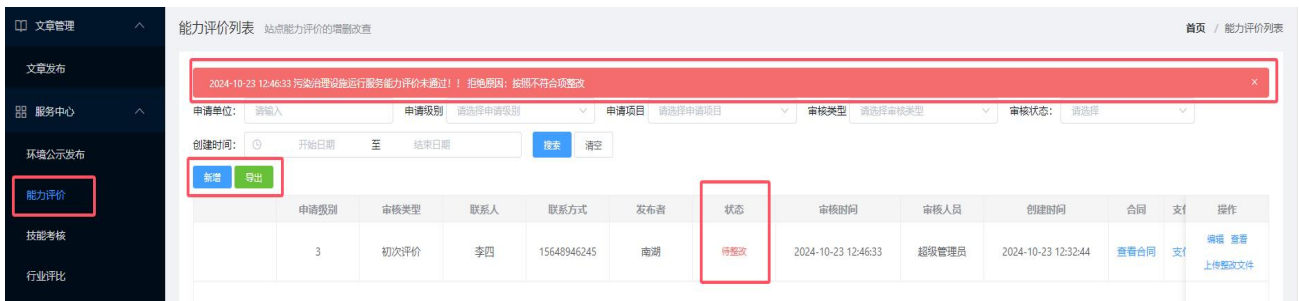 文章管理
文章发布
服务中心
环境公示发布
能力评价
技能考核
行业评比
能力评价列表 站点能力评价的增删改查
首页 / 能力评价列表
2024-10-23 12:46:33 污染治理设施运行服务能力评价未通过！！ 拒绝原因：按照不符合项整改 ×
申请单位： 请输入 申请级别 请选择申请级别 申请项目 请选择申请项目 审核类型 请选择审核类型 审核状态： 请选择
创建时间： 开始日期 至 结束日期 搜索 清空
新增 导出
申请级别 审核类型 联系人 联系方式 发布者 状态 审核时间 审核人员 创建时间 合同 支付 操作
3 初次评价 李四 15648946245 南湖 待整改 2024-10-23 12:46:33 超级管理员 2024-10-23 12:32:44 查看合同 支付 编辑 查看
上传整改文件